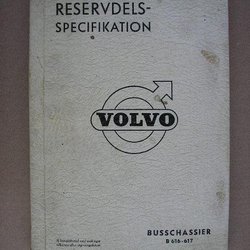 RESERVDELS-
SPECIFIKATION
VOLVO
BUSSCHASSIER
B 616-617